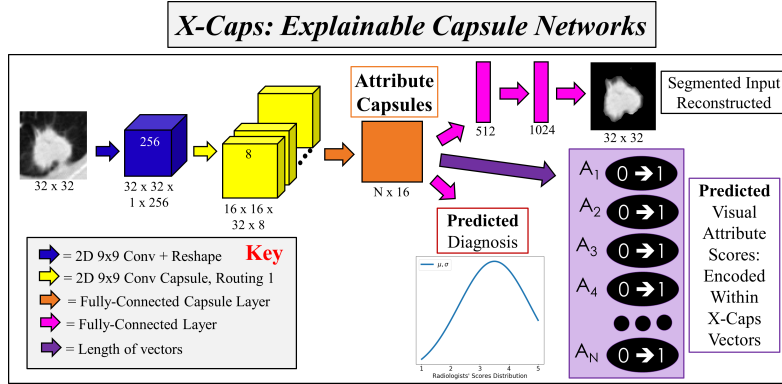 X-Caps: Explainable Capsule Networks
32 x 32
256
32 x 32 x
1 x 256
8
16 x 16 x
32 x 8
Attribute
Capsules
N x 16
512
1024
32 x 32
Segmented Input
Reconstructed
Predicted
Diagnosis
μ, σ
1 2 3 4 5
Radiologists' Scores Distribution
A1 0 ➔ 1
A2 0 ➔ 1
A3 0 ➔ 1
A4 0 ➔ 1
AN 0 ➔ 1
Predicted
Visual
Attribute
Scores:
Encoded
Within
X-Caps
Vectors
Key
= 2D 9x9 Conv + Reshape
= 2D 9x9 Conv Capsule, Routing 1
= Fully-Connected Capsule Layer
= Fully-Connected Layer
= Length of vectors